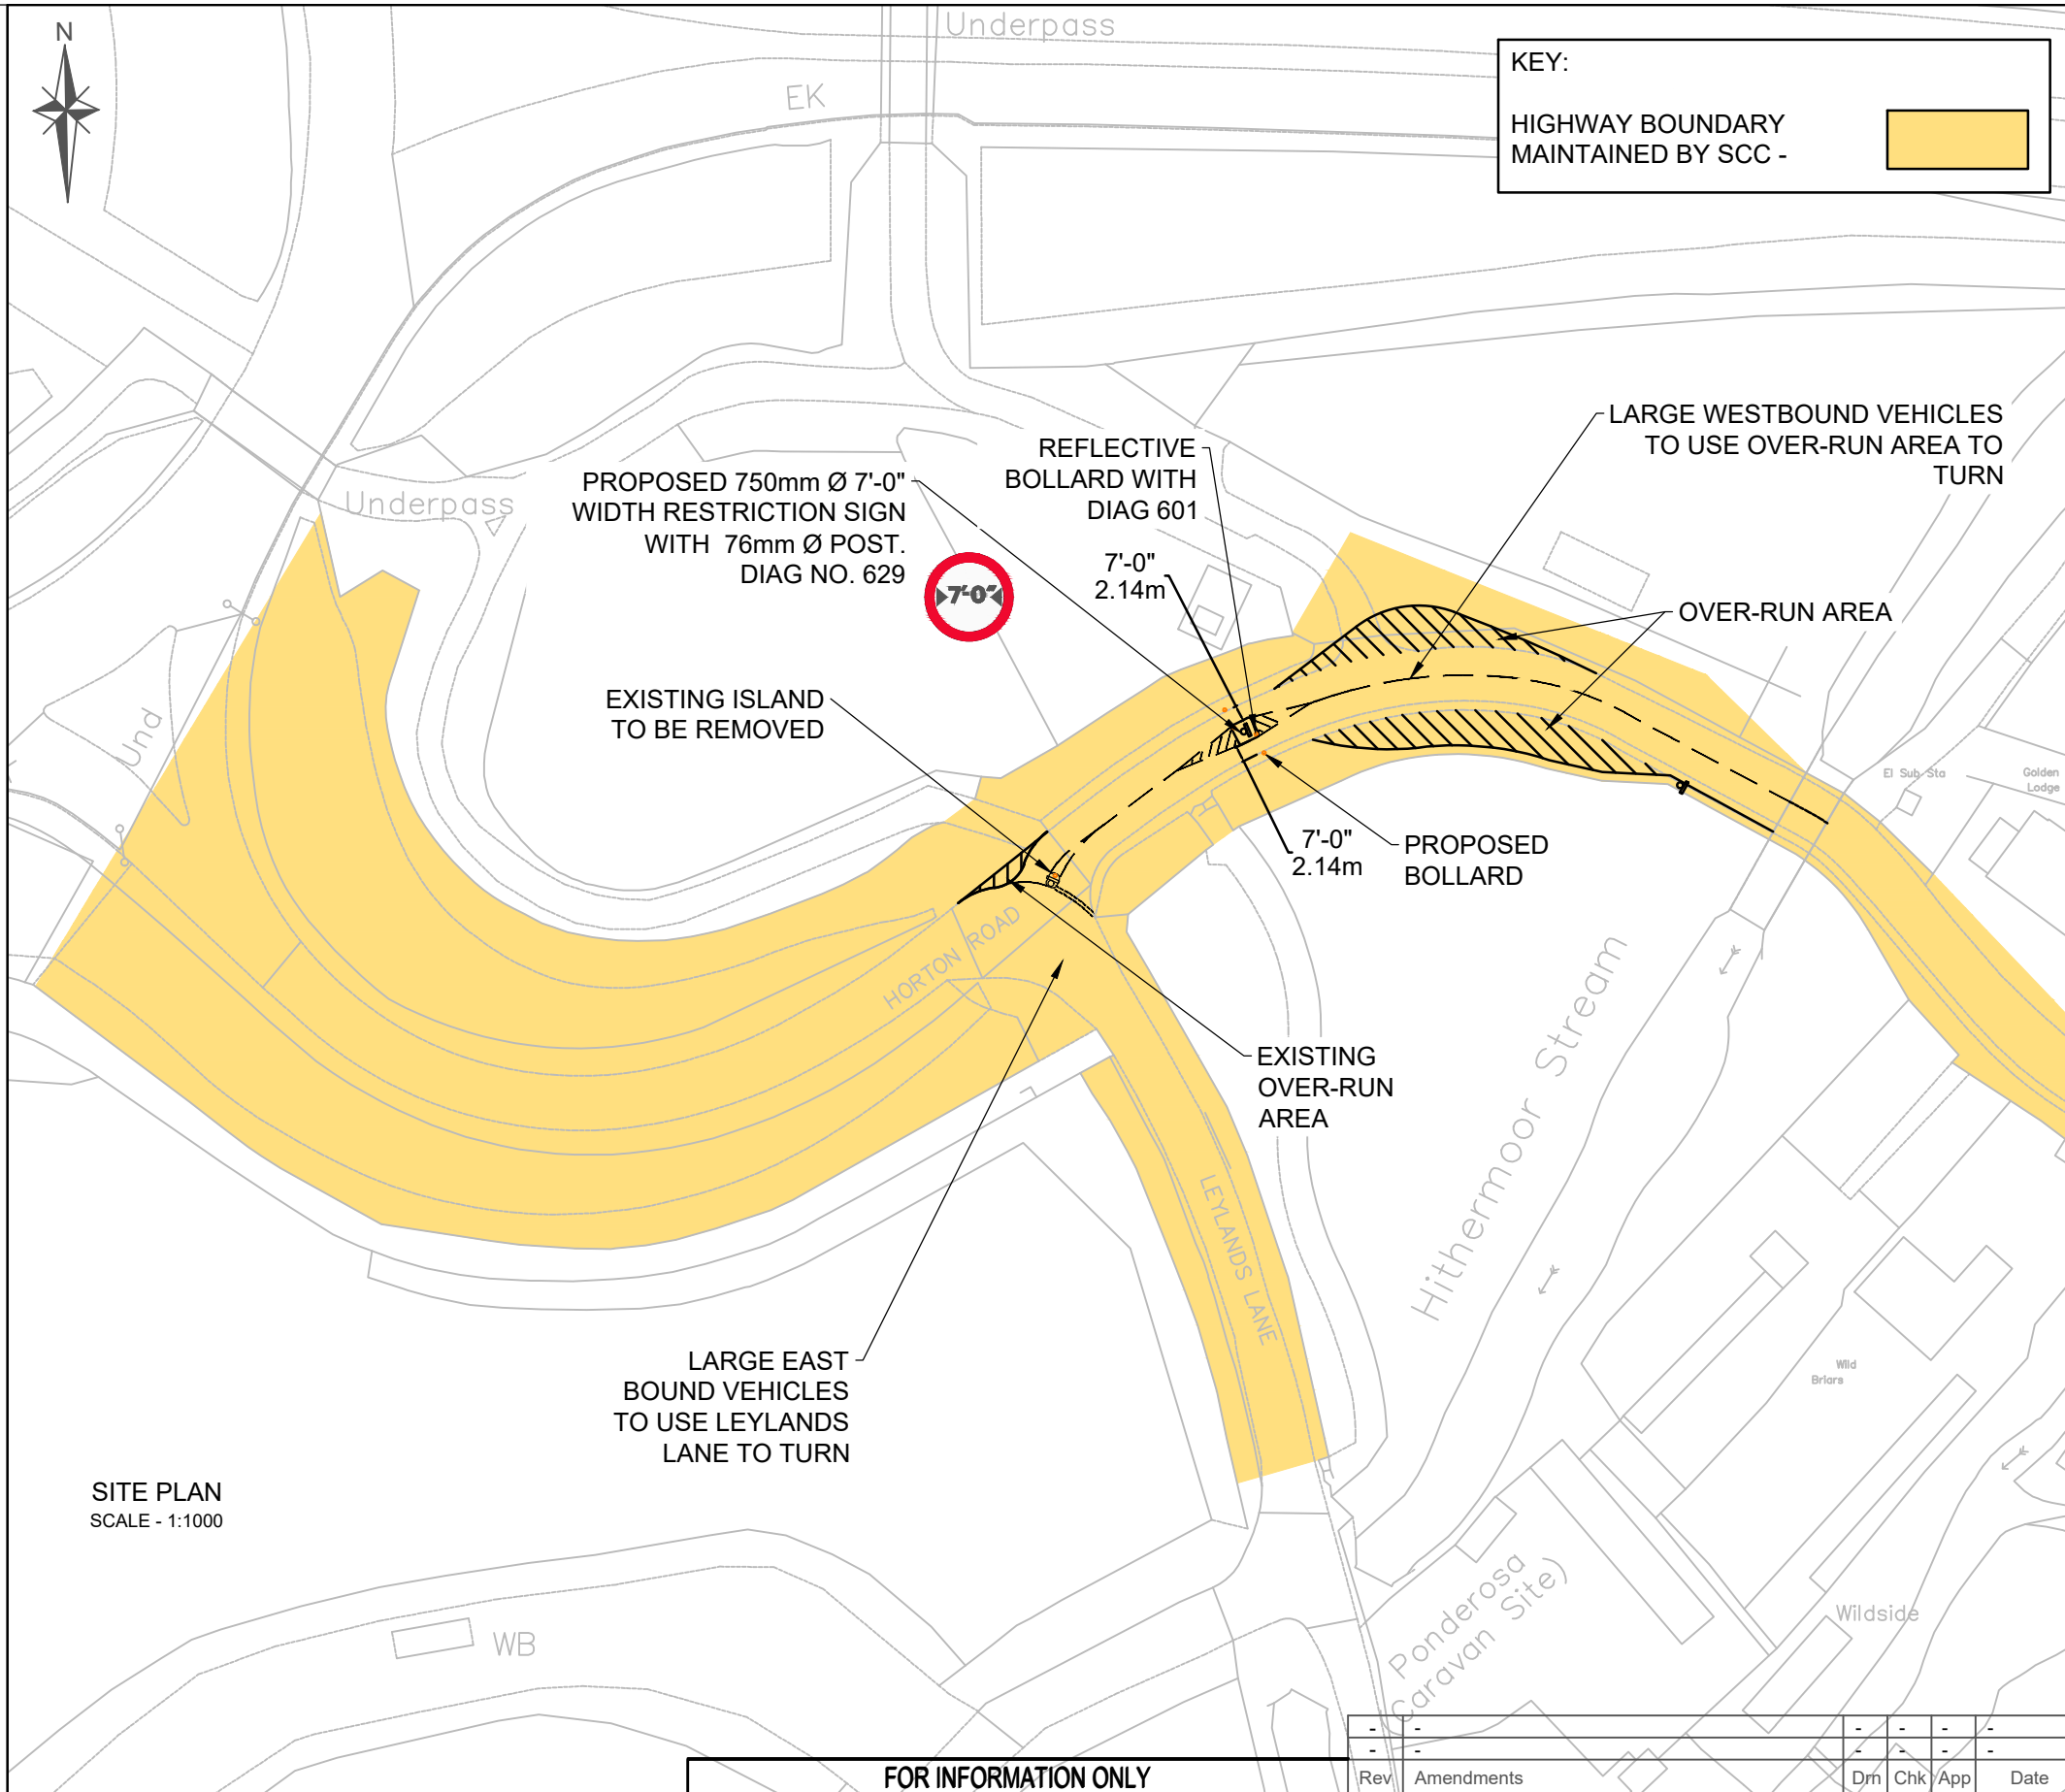 N
Underpass
EK
KEY:
HIGHWAY BOUNDARY
MAINTAINED BY SCC -
LARGE WESTBOUND VEHICLES
TO USE OVER-RUN AREA TO
TURN
REFLECTIVE
BOLLARD WITH
DIAG 601
PROPOSED 750mm Ø 7'-0"
WIDTH RESTRICTION SIGN
WITH 76mm Ø POST.
DIAG NO. 629
Underpass
7'-0"
7'-0"
2.14m
OVER-RUN AREA
EXISTING ISLAND
TO BE REMOVED
Und
El Sub Sta
Golden
Lodge
7'-0"
2.14m
PROPOSED
BOLLARD
HORTON ROAD
EXISTING
OVER-RUN
AREA
Hithermoor Stream
LEYLANDS LANE
LARGE EAST
BOUND VEHICLES
TO USE LEYLANDS
LANE TO TURN
Wild
Briars
SITE PLAN
SCALE - 1:1000
Ponderosa
Caravan Site)
Wildside
WB
- - - - - -
- - - - - -
FOR INFORMATION ONLY
Rev Amendments Drn Chk App Date